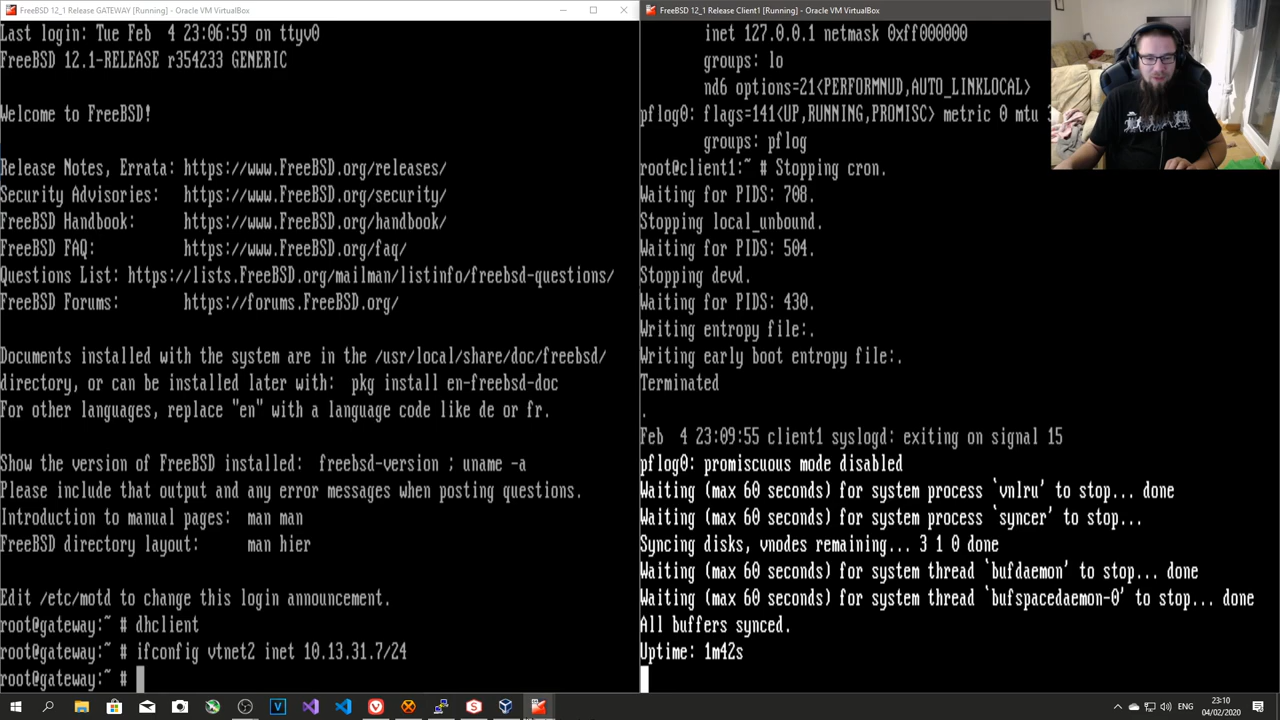 FreeBSD 12_1 Release GATEWAY [Running] - Oracle VM VirtualBox
Last login: Tue Feb  4 23:06:59 on ttyv0
FreeBSD 12.1-RELEASE r354233 GENERIC
Welcome to FreeBSD!
Release Notes, Errata: https://www.FreeBSD.org/releases/
Security Advisories:   https://www.FreeBSD.org/security/
FreeBSD Handbook:      https://www.FreeBSD.org/handbook/
FreeBSD FAQ:           https://www.FreeBSD.org/faq/
Questions List: https://lists.FreeBSD.org/mailman/listinfo/freebsd-questions/
FreeBSD Forums:        https://forums.FreeBSD.org/
Documents installed with the system are in the /usr/local/share/doc/freebsd/
directory, or can be installed later with:  pkg install en-freebsd-doc
For other languages, replace "en" with a language code like de or fr.
Show the version of FreeBSD installed:  freebsd-version ; uname -a
Please include that output and any error messages when posting questions.
Introduction to manual pages:  man man
FreeBSD directory layout:      man hier
Edit /etc/motd to change this login announcement.
root@gateway:~ # dhclient
root@gateway:~ # ifconfig vtnet2 inet 10.13.31.7/24
root@gateway:~ #
FreeBSD 12_1 Release Client1 [Running] - Oracle VM VirtualBox
inet 127.0.0.1 netmask 0xff000000
groups: lo
nd6 options=21<PERFORMNUD,AUTO_LINKLOCAL>
pflog0: flags=141<UP,RUNNING,PROMISC> metric 0 mtu
groups: pflog
root@client1:~ # Stopping cron.
Waiting for PIDS: 708.
Stopping local_unbound.
Waiting for PIDS: 504.
Stopping devd.
Waiting for PIDS: 430.
Writing entropy file:.
Writing early boot entropy file:.
Terminated
.
Feb  4 23:09:55 client1 syslogd: exiting on signal 15
pflog0: promiscuous mode disabled
Waiting (max 60 seconds) for system process `vnlru' to stop... done
Waiting (max 60 seconds) for system process `syncer' to stop...
Syncing disks, vnodes remaining... 3 1 0 done
Waiting (max 60 seconds) for system thread `bufdaemon' to stop... done
Waiting (max 60 seconds) for system thread `bufspacedaemon-0' to stop... done
All buffers synced.
Uptime: 1m42s
ENG
23:10
04/02/2020